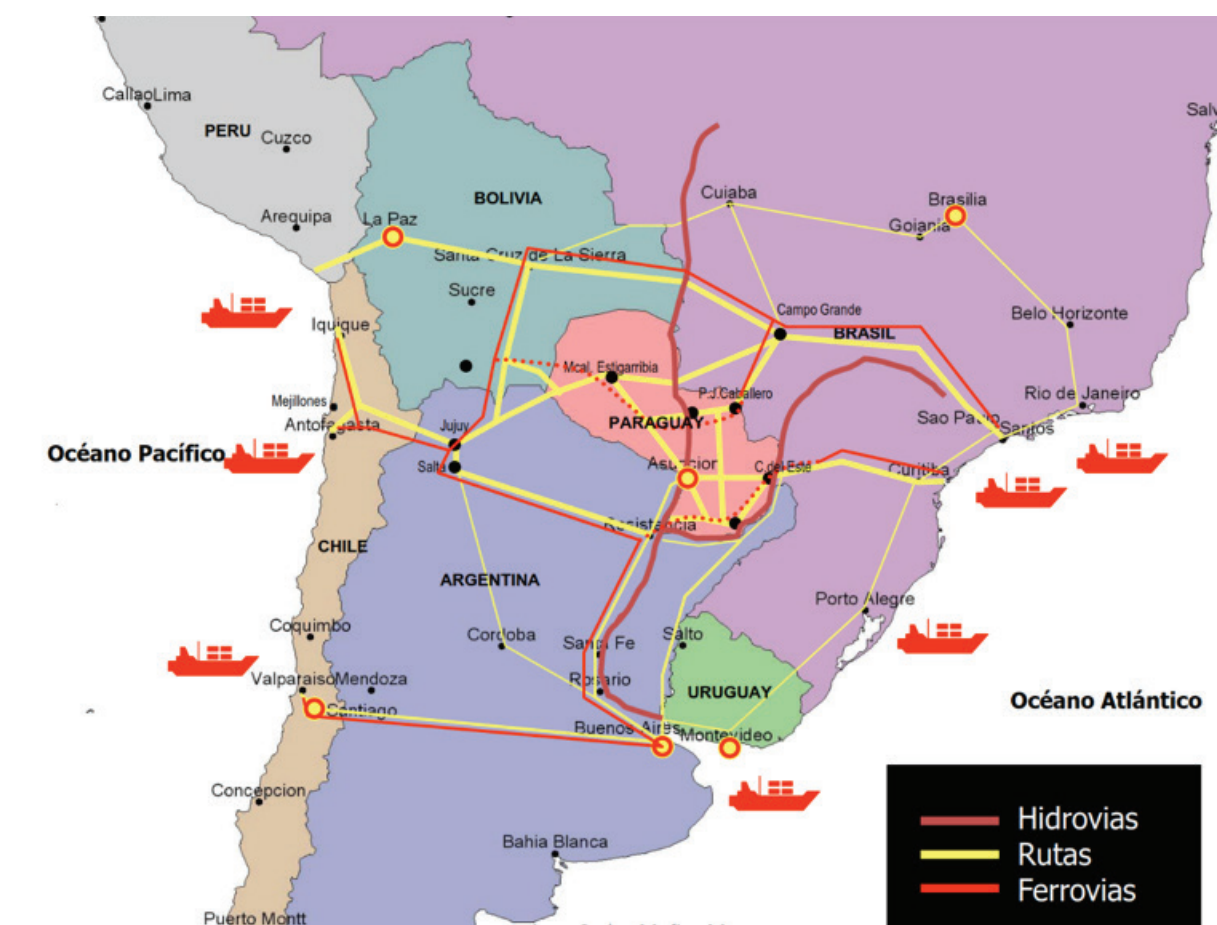 Salv
CallaoLima
PERU
Cuzco
BOLIVIA
Cuiaba
Brasilia
Arequipa
La Paz
Goiania
Santa Cruz de La Sierra
Sucre
Campo Grande
Belo Horizonte
Iquique
BRASIL
Mcal. Estigarribia
Mejillones
P.J.Caballero
Rio de Janeiro
Antofagasta
Jujuy
PARAGUAY
Sao Paulo
Santos
Océano Pacífico
Salta
Asuncion
C.del Este
Curitiba
Resistencia
CHILE
ARGENTINA
Porto Alegre
Coquimbo
Cordoba
Santa Fe
Salto
Valparaiso
Mendoza
Rosario
URUGUAY
Santiago
Océano Atlántico
Buenos Aires
Montevideo
Concepcion
Hidrovias
Bahia Blanca
Rutas
Ferrovias
Puerto Montt